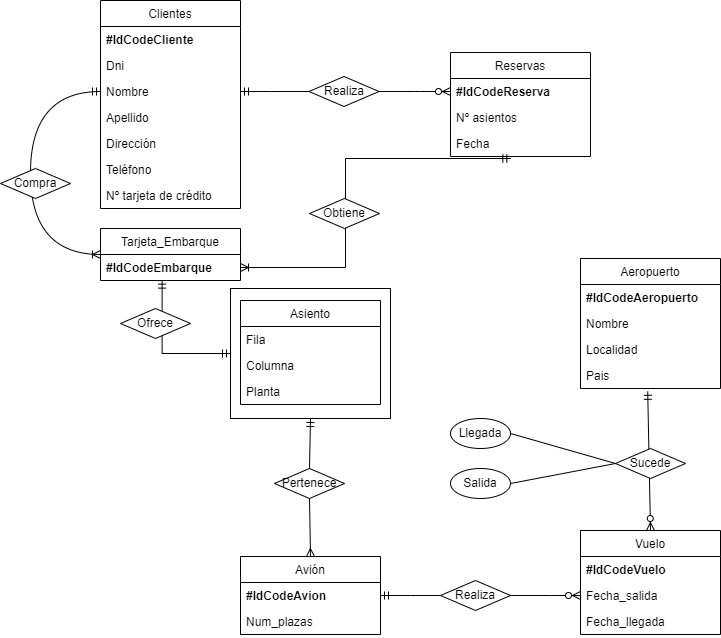 Clientes
#IdCodeCliente
Dni
Nombre
Apellido
Dirección
Teléfono
Nº tarjeta de crédito
Realiza
Reservas
#IdCodeReserva
Nº asientos
Fecha
Compra
Obtiene
Tarjeta_Embarque
#IdCodeEmbarque
Ofrece
Asiento
Fila
Columna
Planta
Aeropuerto
#IdCodeAeropuerto
Nombre
Localidad
Pais
Llegada
Salida
Sucede
Pertenece
Avión
#IdCodeAvion
Num_plazas
Realiza
Vuelo
#IdCodeVuelo
Fecha_salida
Fecha_llegada